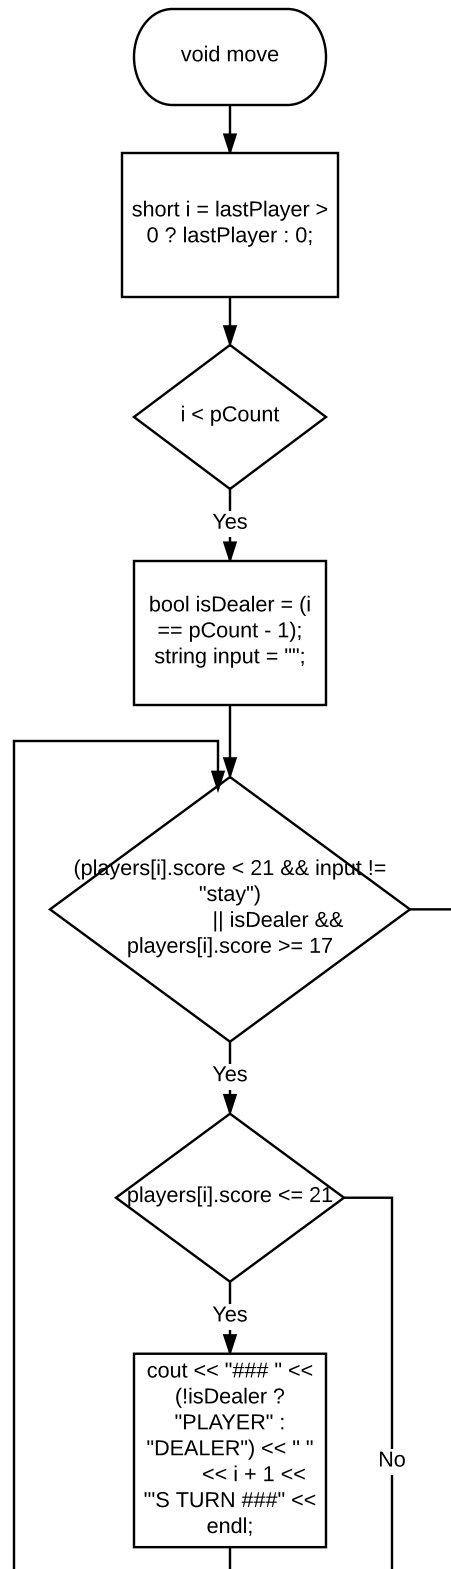 void move
short i = lastPlayer >
0 ? lastPlayer : 0;
i < pCount
Yes
bool isDealer = (i
== pCount - 1);
string input = "";
(players[i].score < 21 && input !=
"stay")
|| isDealer &&
players[i].score >= 17
Yes
players[i].score <= 21
Yes
cout << "### " <<
(!isDealer ?
"PLAYER" :
"DEALER") << " "
<< i + 1 <<
"'S TURN ###" <<
endl;
No